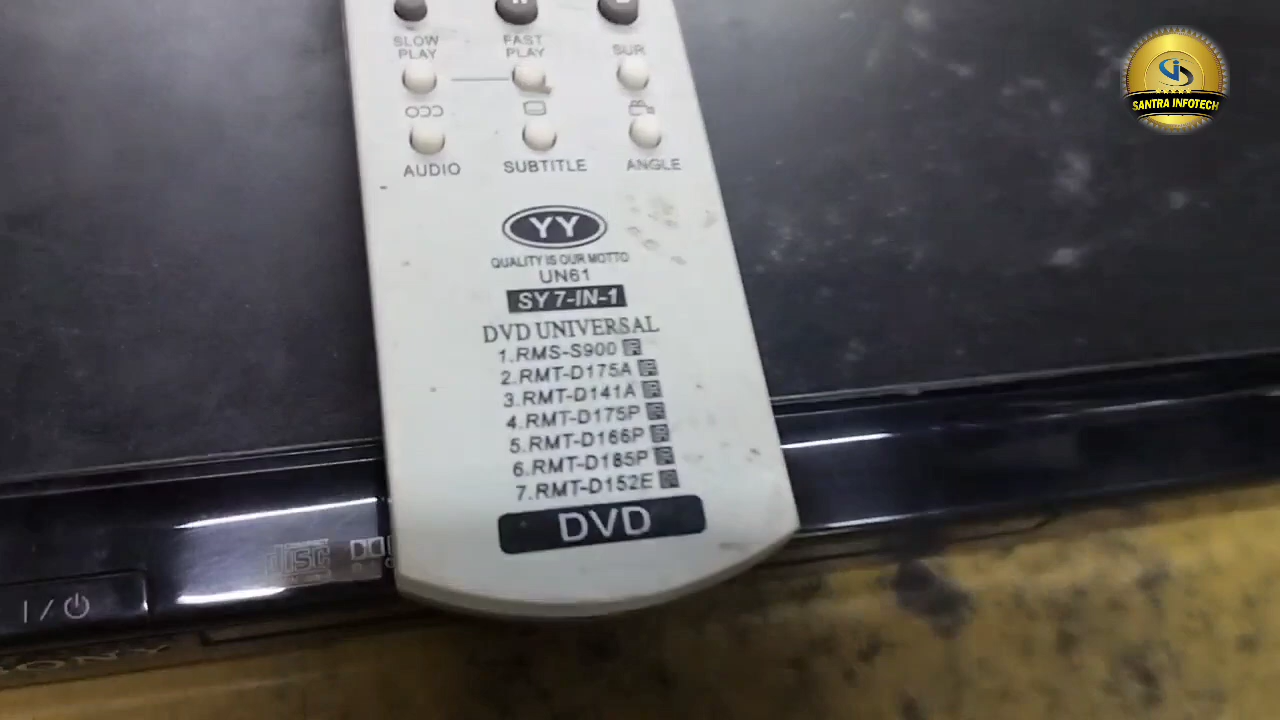 SLOW PLAY
FAST PLAY
SUR
AUDIO
SUBTITLE
ANGLE
YY
QUALITY IS OUR MOTTO
UN61
SY 7-IN-1
DVD UNIVERSAL
1.RMS-S900
2.RMT-D175A
3.RMT-D141A
4.RMT-D175P
5.RMT-D166P
6.RMT-D185P
7.RMT-D152E
DVD
disc
SONY
SANTRA INFOTECH